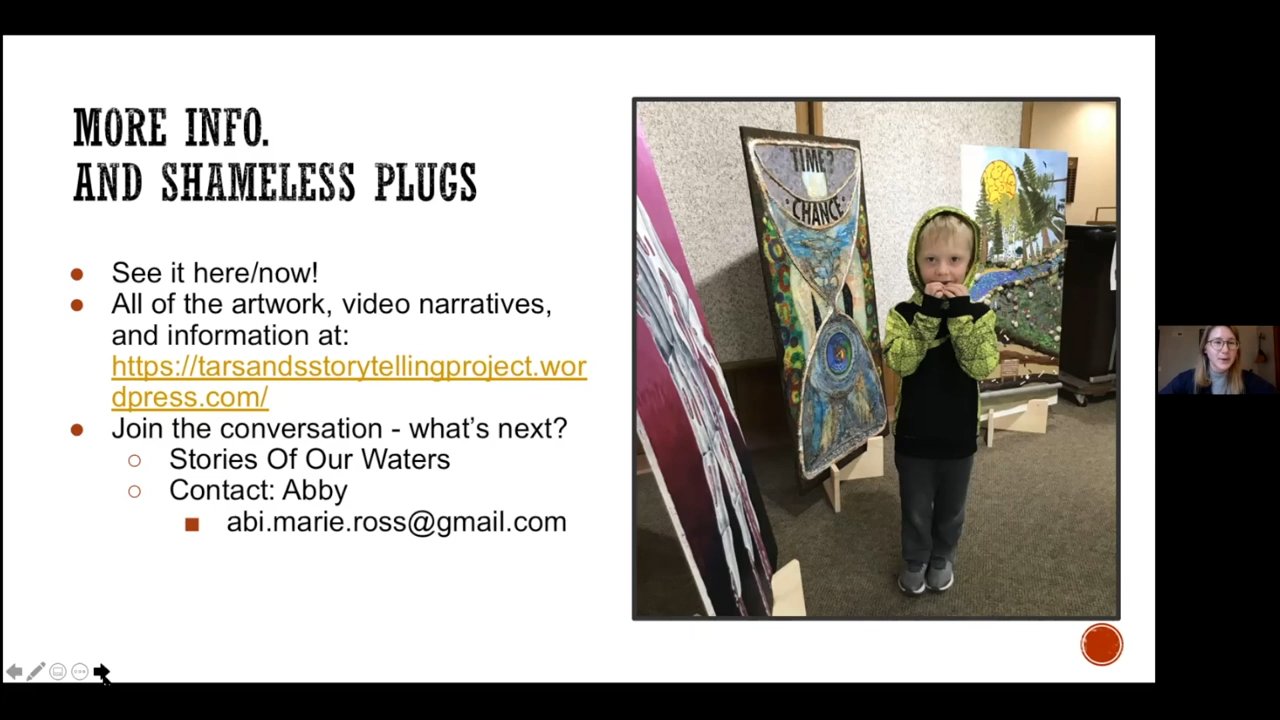 MORE INFO.
AND SHAMELESS PLUGS
See it here/now!
All of the artwork, video narratives,
and information at:
https://tarsandsstorytellingproject.wor
dpress.com/
Join the conversation - what's next?
Stories Of Our Waters
Contact: Abby
abi.marie.ross@gmail.com
TIME?
·CHANCE·